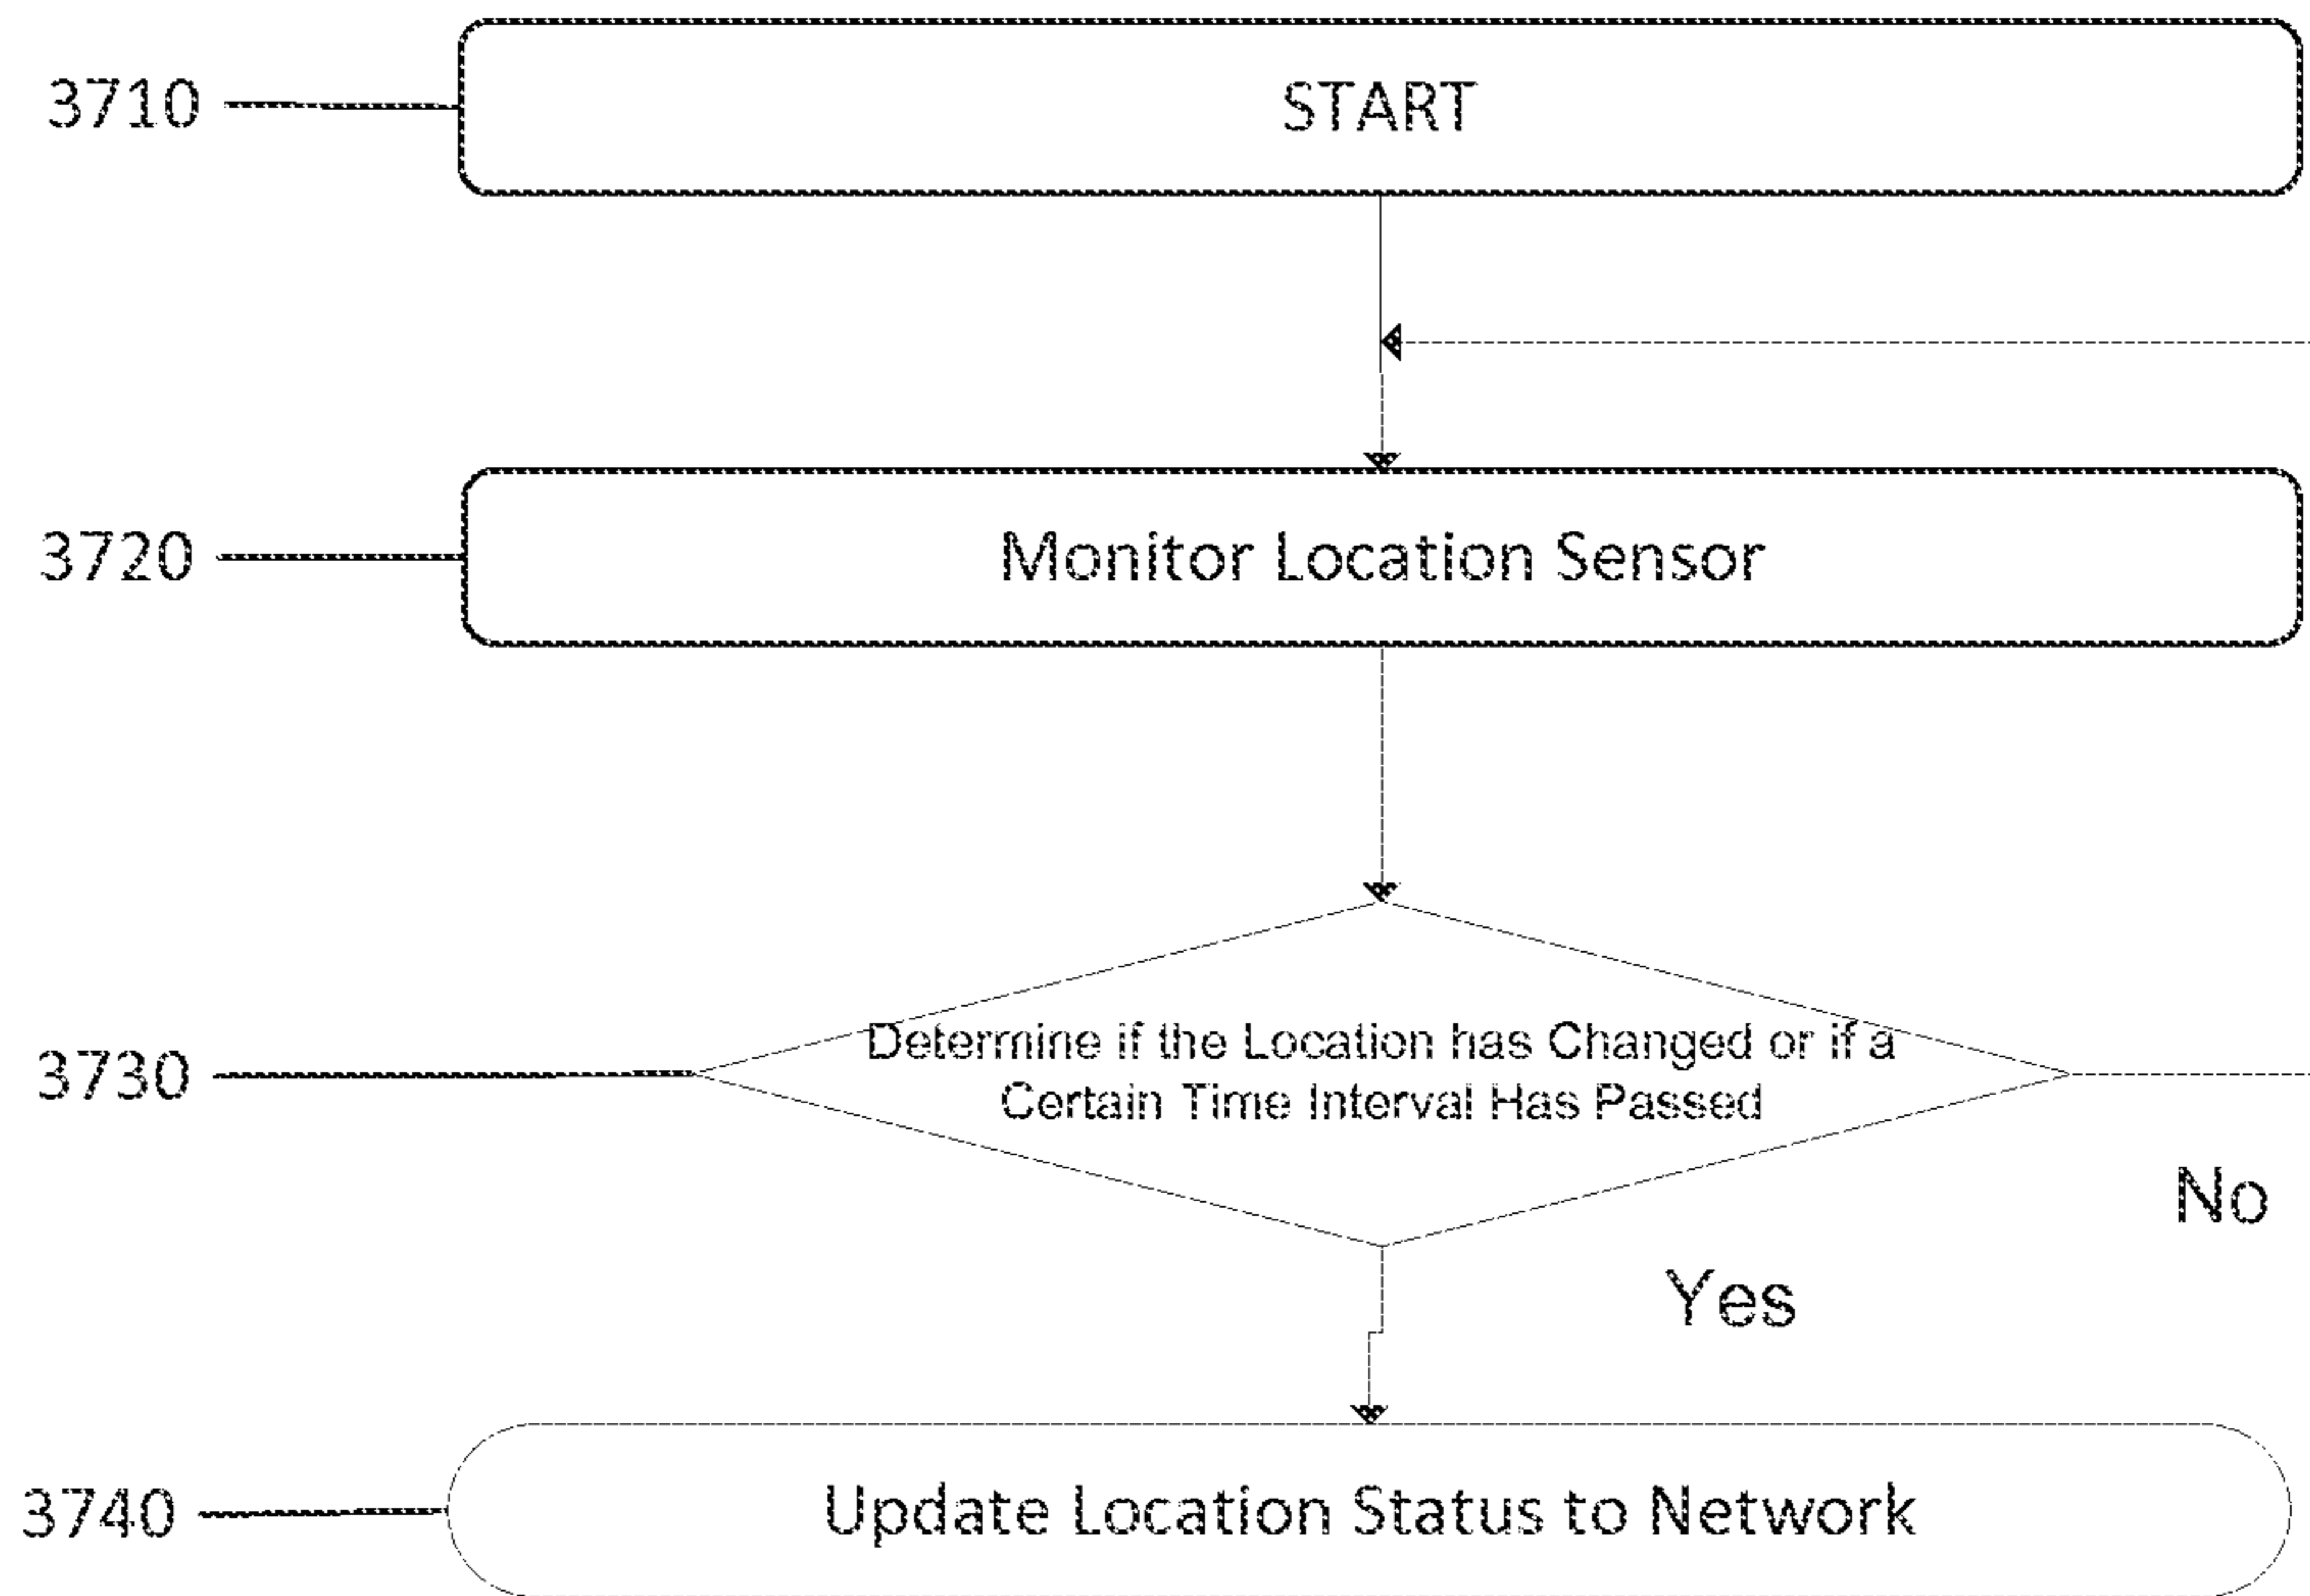 3710
START
3720
Monitor Location Sensor
3730
Determine if the Location has Changed or if a
Certain Time Interval Has Passed
No
Yes
3740
Update Location Status to Network